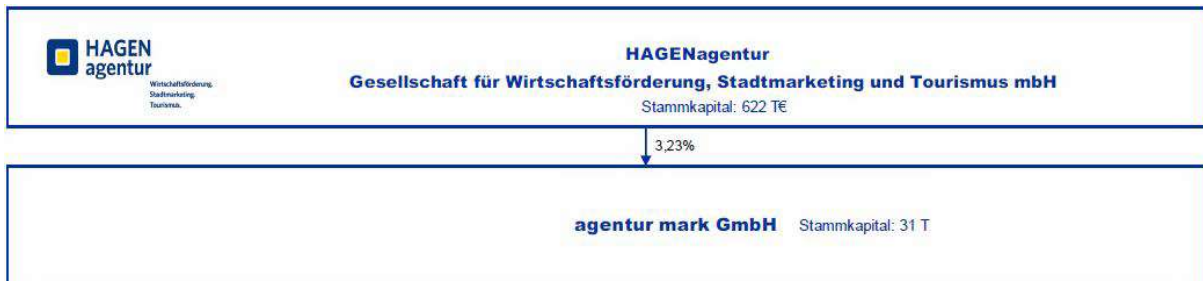 HAGEN
agentur
Wirtschaftsförderung.
Stadtmarketing.
Tourismus.
HAGENagentur
Gesellschaft für Wirtschaftsförderung, Stadtmarketing und Tourismus mbH
Stammkapital: 622 T€
3,23%
agentur mark GmbH Stammkapital: 31 T